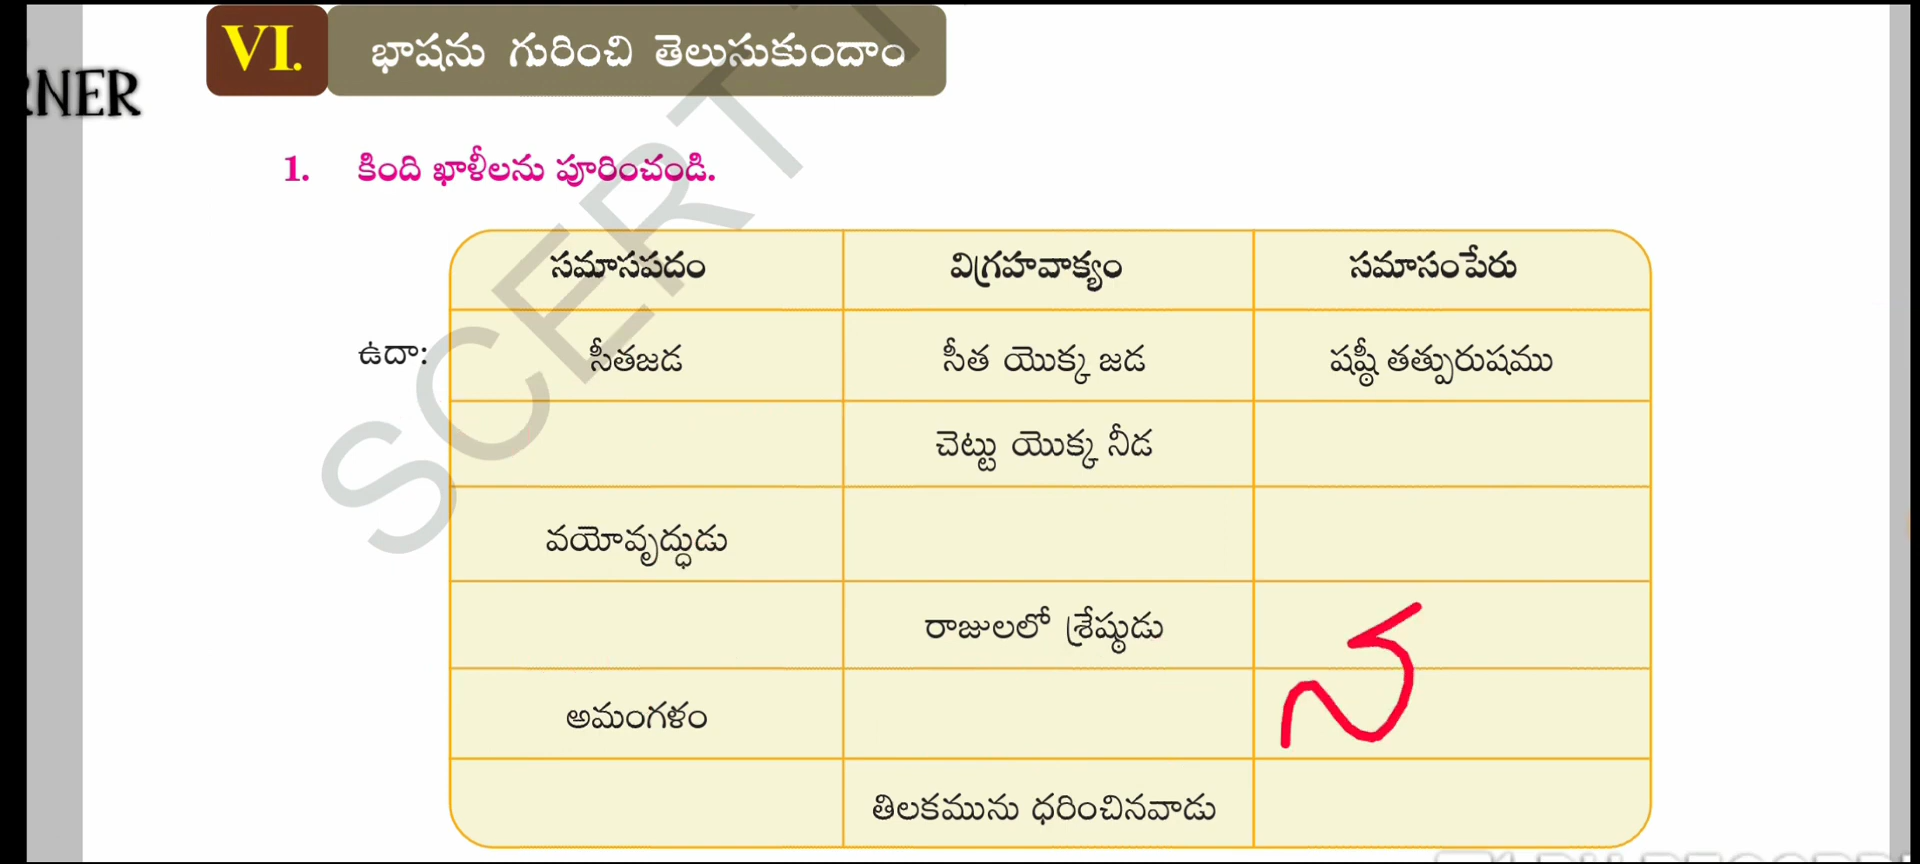 VI. భాషను గురించి తెలుసుకుందాం
RNER
1. కింది ఖాళీలను పూరించండి.
సమాసపదం విగ్రహవాక్యం సమాసంపేరు
ఉదా: సీతజడ సీత యొక్క జడ షష్ఠీ తత్పురుషము
చెట్టు యొక్క నీడ
వయోవృద్ధుడు
రాజులలో శ్రేష్ఠుడు
న
అమంగళం
తిలకమును ధరించినవాడు
SCERT T